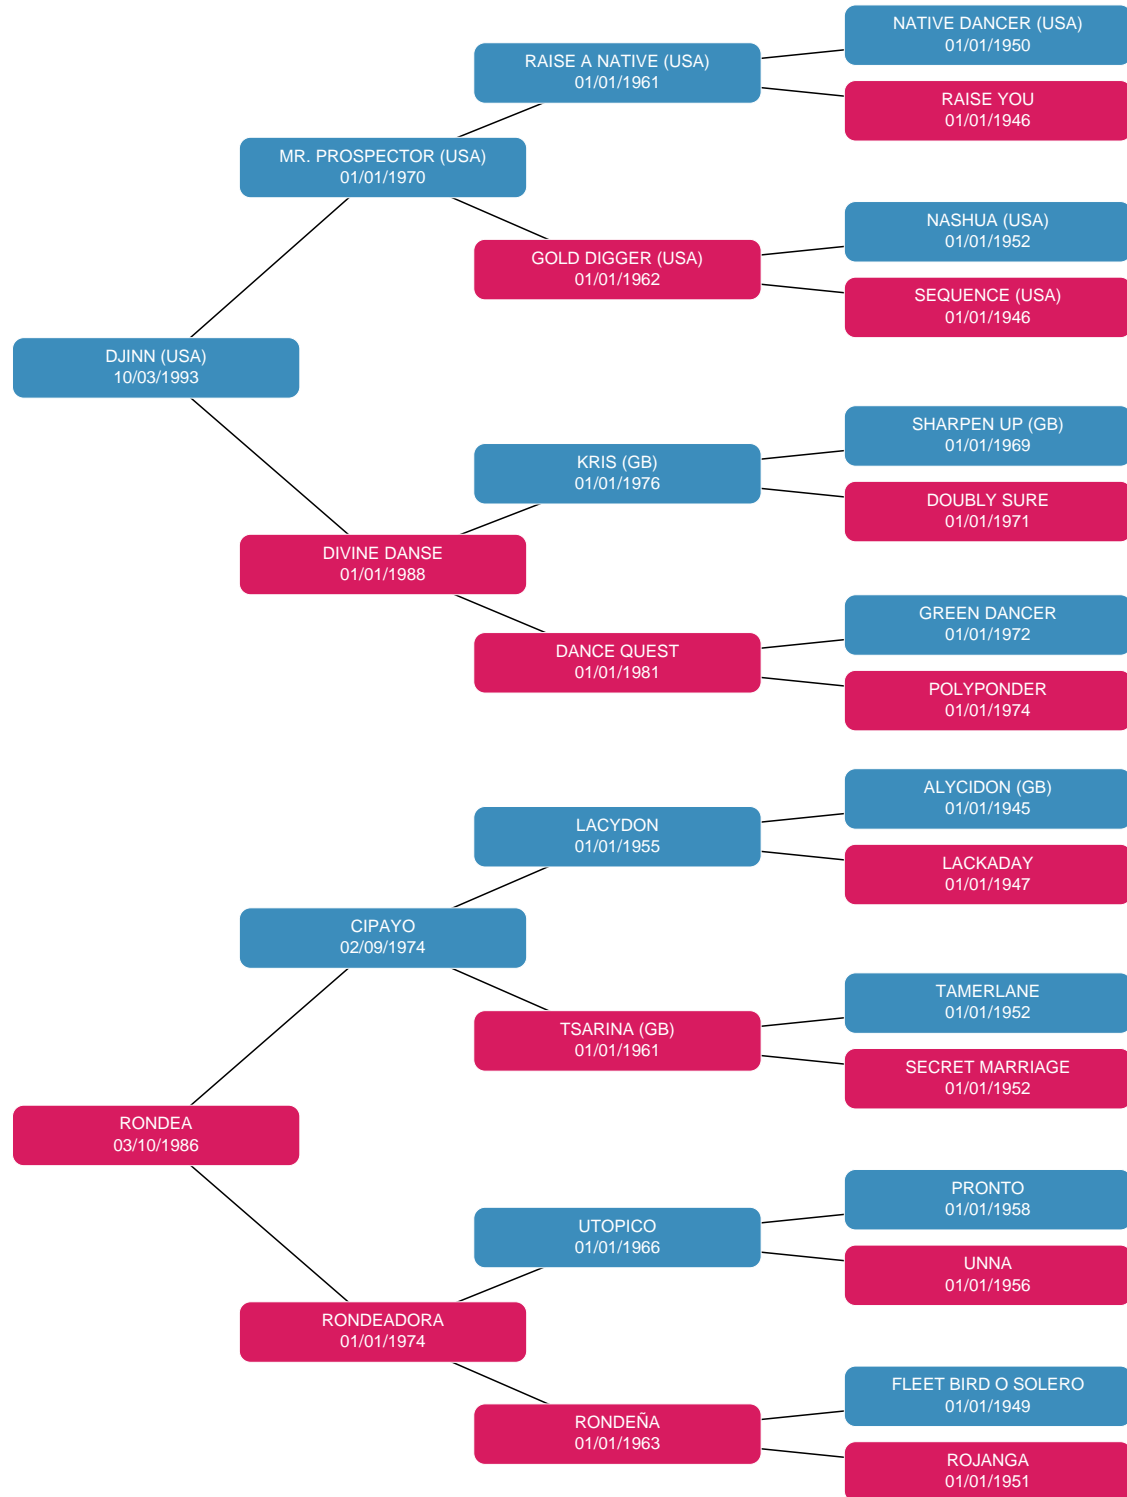 NATIVE DANCER (USA)
01/01/1950
RAISE A NATIVE (USA)
01/01/1961
RAISE YOU
01/01/1946
MR. PROSPECTOR (USA)
01/01/1970
NASHUA (USA)
01/01/1952
GOLD DIGGER (USA)
01/01/1962
SEQUENCE (USA)
01/01/1946
DJINN (USA)
10/03/1993
SHARPEN UP (GB)
01/01/1969
KRIS (GB)
01/01/1976
DOUBLY SURE
01/01/1971
DIVINE DANSE
01/01/1988
GREEN DANCER
01/01/1972
DANCE QUEST
01/01/1981
POLYPONDER
01/01/1974
ALYCIDON (GB)
01/01/1945
LACYDON
01/01/1955
LACKADAY
01/01/1947
CIPAYO
02/09/1974
TAMERLANE
01/01/1952
TSARINA (GB)
01/01/1961
SECRET MARRIAGE
01/01/1952
RONDEA
03/10/1986
PRONTO
01/01/1958
UTOPICO
01/01/1966
UNNA
01/01/1956
RONDEADORA
01/01/1974
FLEET BIRD O SOLERO
01/01/1949
RONDEÑA
01/01/1963
ROJANGA
01/01/1951